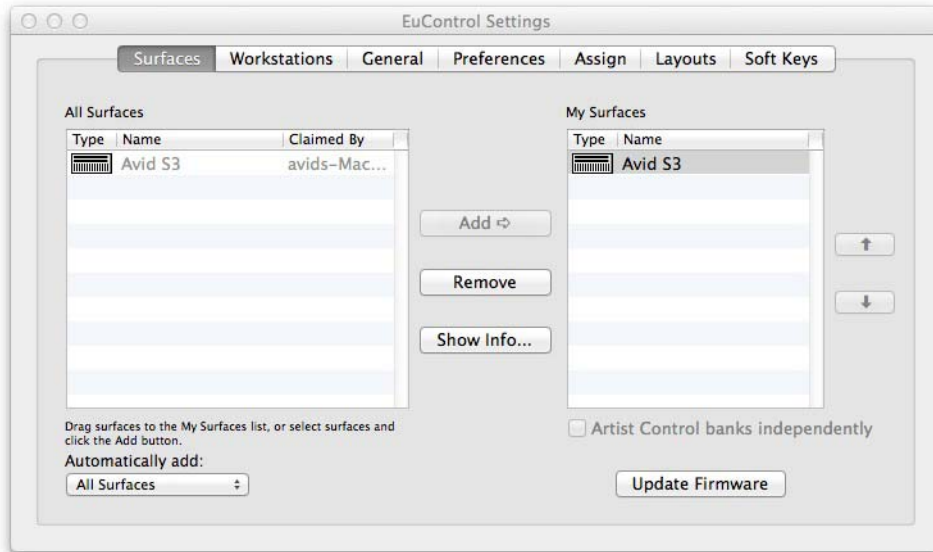 EuControl Settings
Surfaces Workstations General Preferences Assign Layouts Soft Keys
All Surfaces
Type Name Claimed By
Avid S3 avids-Mac...
Add ⇨
Remove
Show Info...
My Surfaces
Type Name
Avid S3
Drag surfaces to the My Surfaces list, or select surfaces and
click the Add button.
Automatically add:
All Surfaces
Artist Control banks independently
Update Firmware